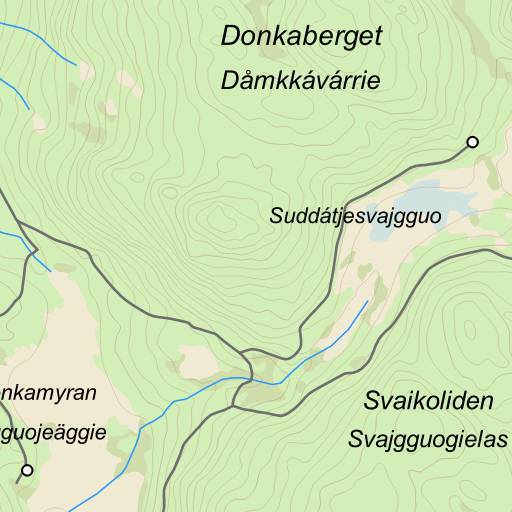 Donkaberget
Dåmkkávárrie
Suddátjesvajgguo
nkamyran
Svaikoliden
guojeäggie
Svajgguogielas